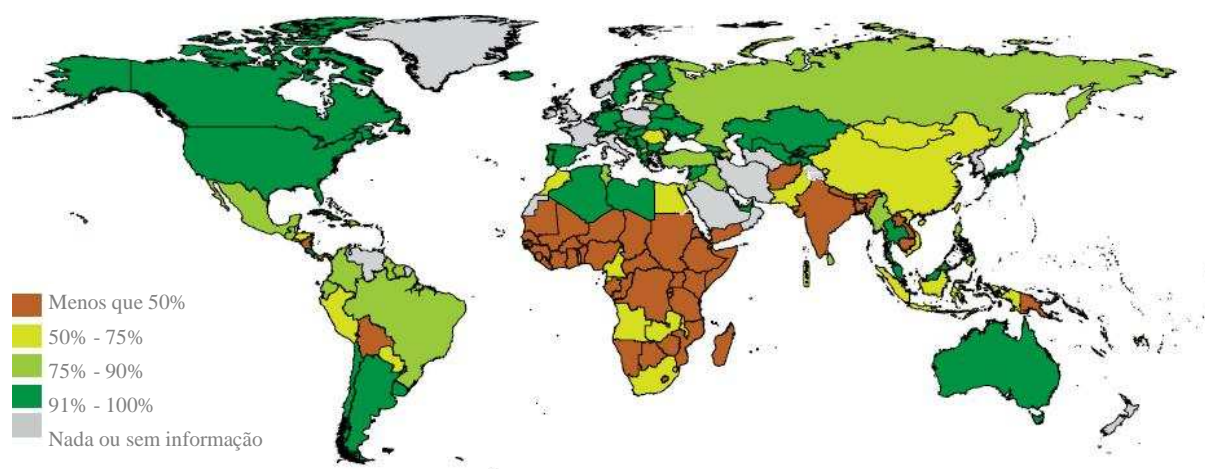 Menos que 50%
50% - 75%
75% - 90%
91% - 100%
Nada ou sem informação